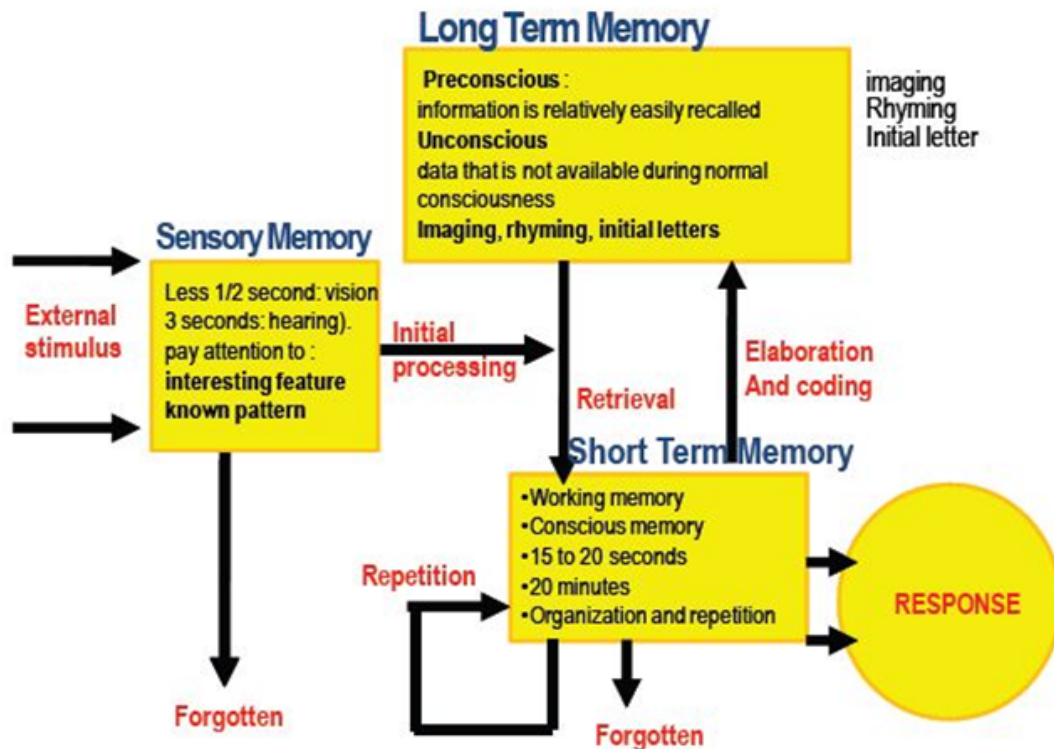 Long Term Memory
Preconscious :
information is relatively easily recalled
Unconscious
data that is not available during normal
consciousness
Imaging, rhyming, initial letters
imaging
Rhyming
Initial letter
Sensory Memory
Less 1/2 second: vision
3 seconds: hearing).
pay attention to :
interesting feature
known pattern
External
stimulus
Initial
processing
Retrieval
Elaboration
And coding
Short Term Memory
•Working memory
•Conscious memory
•15 to 20 seconds
•20 minutes
•Organization and repetition
Repetition
RESPONSE
Forgotten
Forgotten